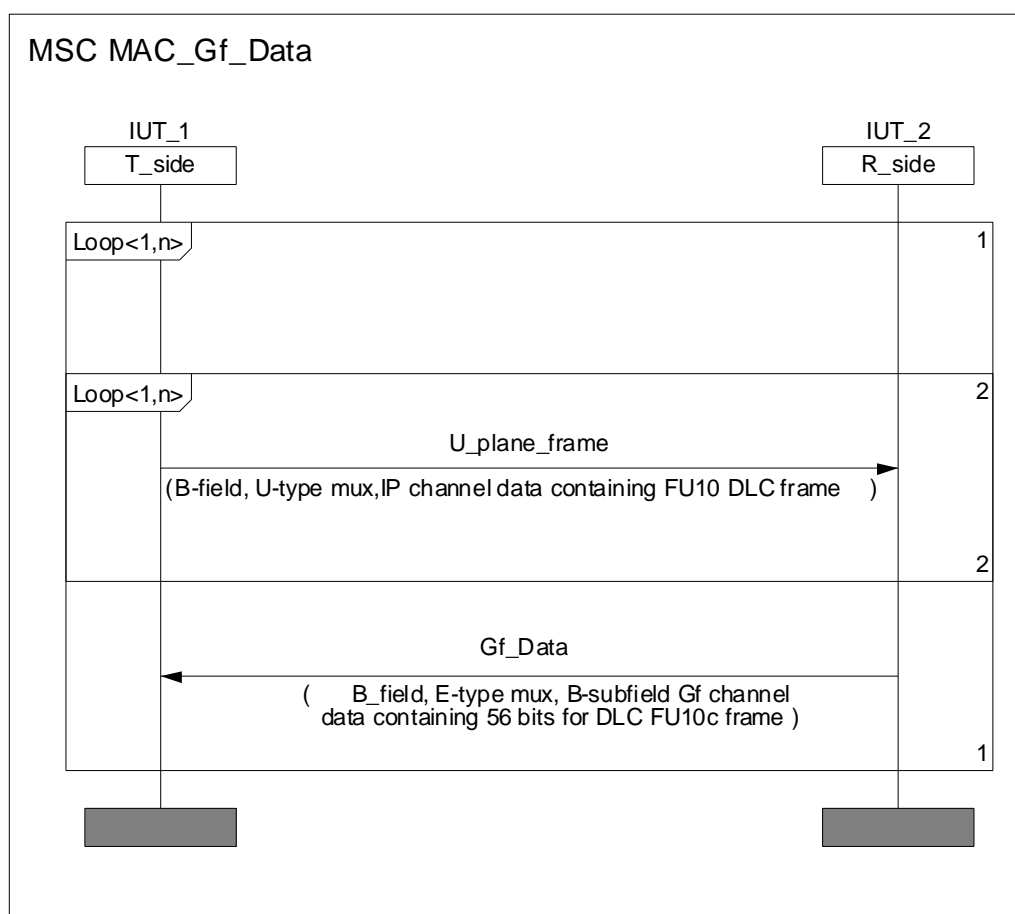 MSC MAC_Gf_Data
IUT_1
IUT_2
T_side
R_side
Loop<1,n>
1
Loop<1,n>
2
U_plane_frame
(B-field, U-type mux,IP channel data containing FU10 DLC frame )
2
Gf_Data
( B_field, E-type mux, B-subfield Gf channel
data containing 56 bits for DLC FU10c frame )
1